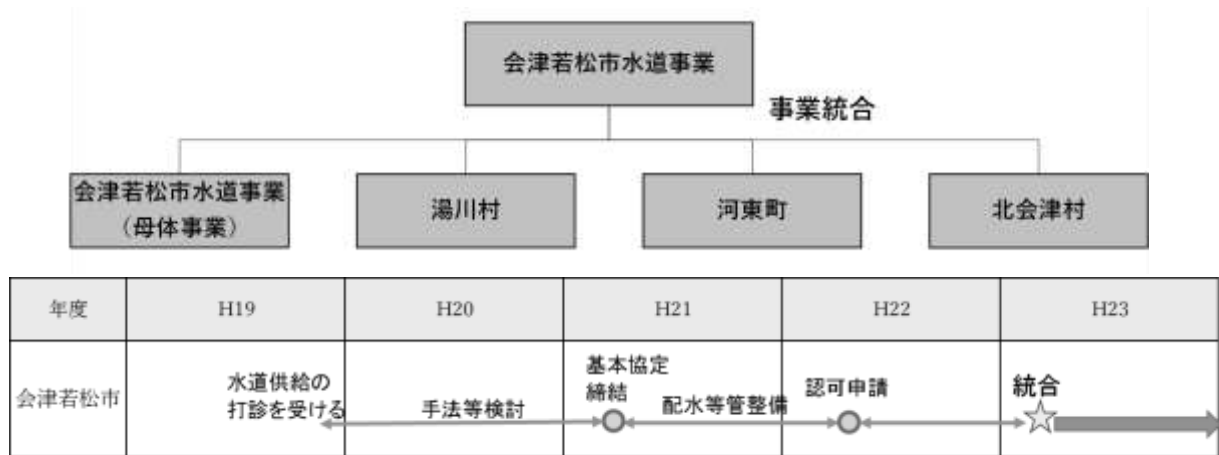 会津若松市水道事業
事業統合
会津若松市水道事業
（母体事業）
湯川村
河東町
北会津村
年度
H19
H20
H21
H22
H23
会津若松市
水道供給の
打診を受ける
手法等検討
基本協定
締結
配水等管整備
認可申請
統合